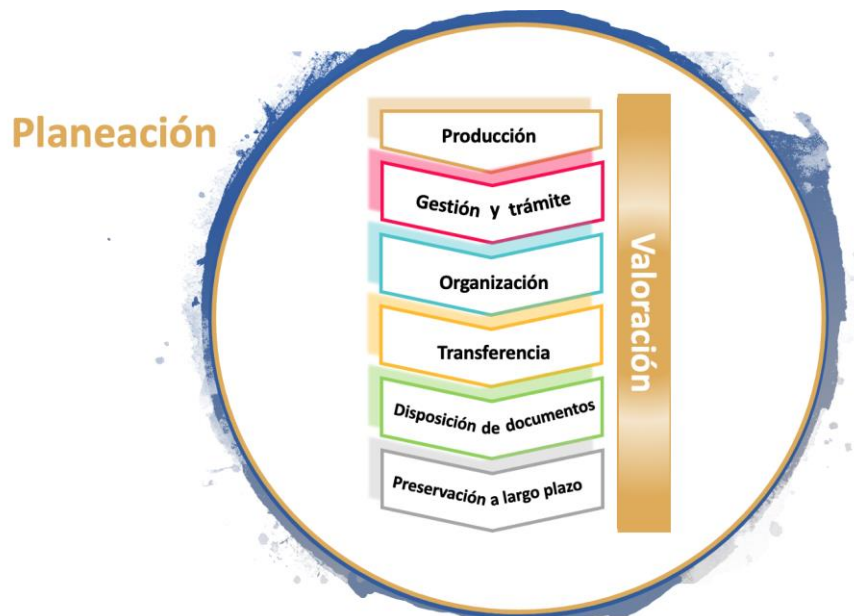 Planeación
Producción
Gestión y trámite
Organización
Transferencia
Disposición de documentos
Preservación a largo plazo
Valoración